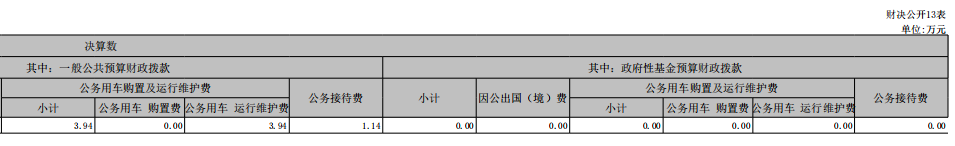 财决公开13表
单位:万元
决算数
其中：一般公共预算财政拨款 其中：政府性基金预算财政拨款
公务用车购置及运行维护费 公务接待费 小计 因公出国（境）费 公务用车购置及运行维护费 公务接待费
小计 公务用车 购置费 公务用车 运行维护费 小计 公务用车 购置费 公务用车 运行维护费
3.94 0.00 3.94 1.14 0.00 0.00 0.00 0.00 0.00 0.00